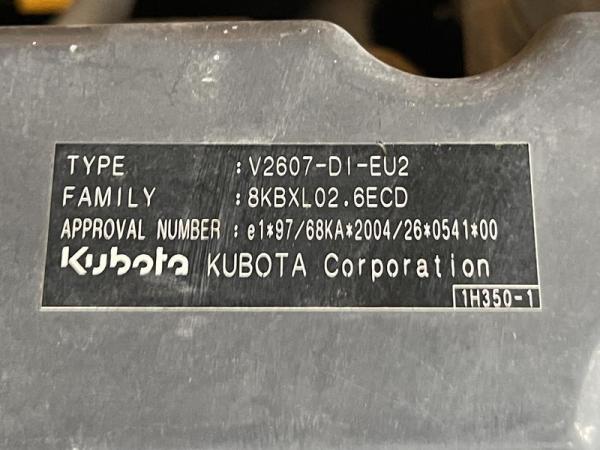 TYPE :V2607-DI-EU2
FAMILY :8KBXL02.6ECD
APPROVAL NUMBER :e1*97/68KA*2004/26*0541*00
Kubota KUBOTA Corporation
1H350-1